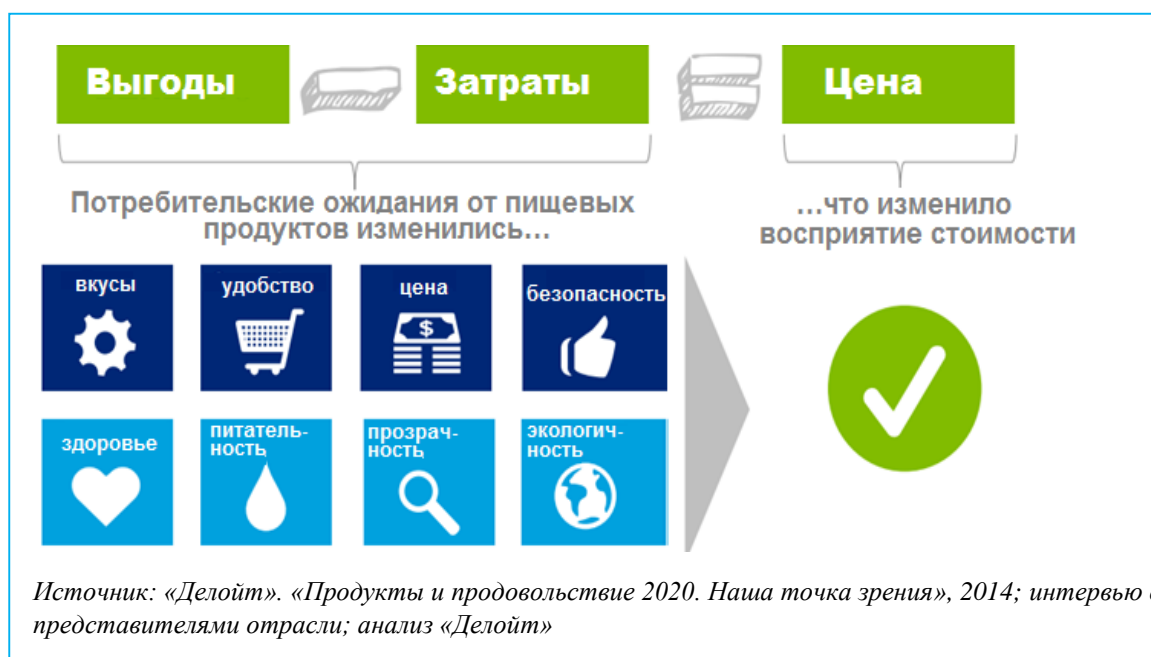 Выгоды
Затраты
Цена
Потребительские ожидания от пищевых
продуктов изменились...
...что изменило
восприятие стоимости
вкусы
удобство
цена
безопасность
здоровье
питатель-
ность
прозрач-
ность
экологич-
ность
$
Источник: «Делойт». «Продукты и продовольствие 2020. Наша точка зрения», 2014; интервью
представителями отрасли; анализ «Делойт»